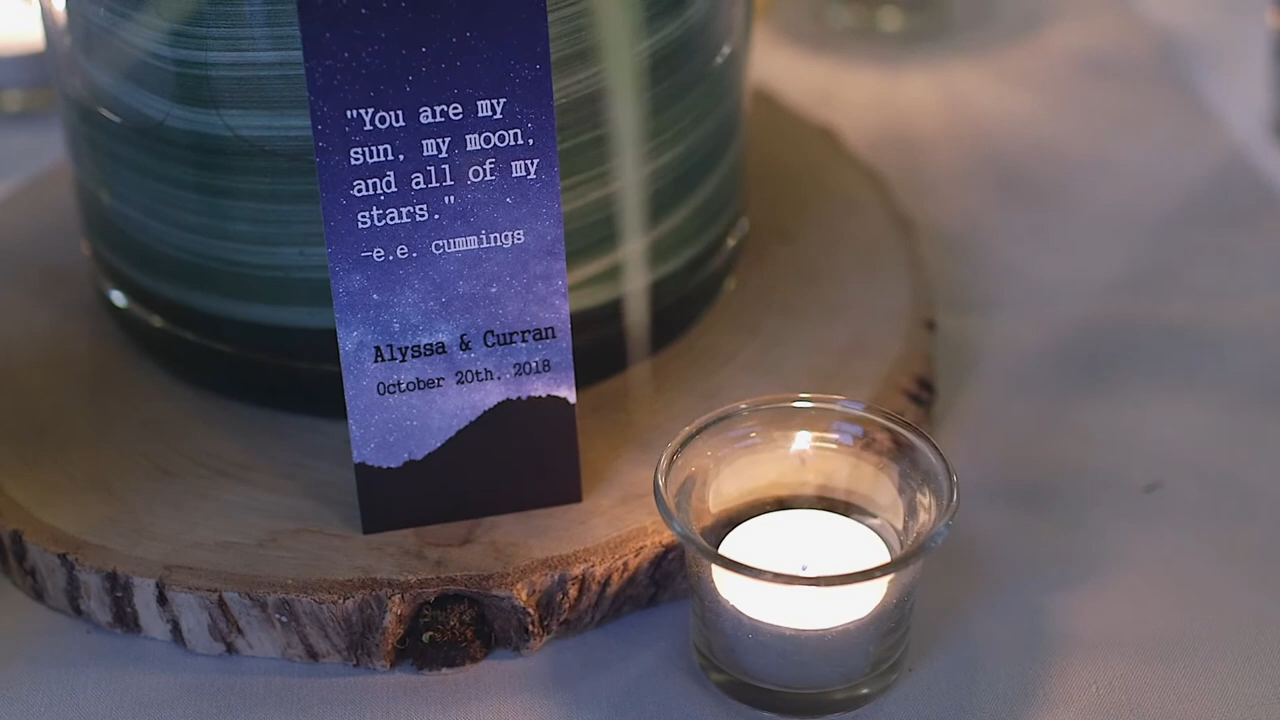 "You are my
sun, my moon,
and all of my
stars."
-e.e. cummings
Alyssa & Curran
October 20th. 2018